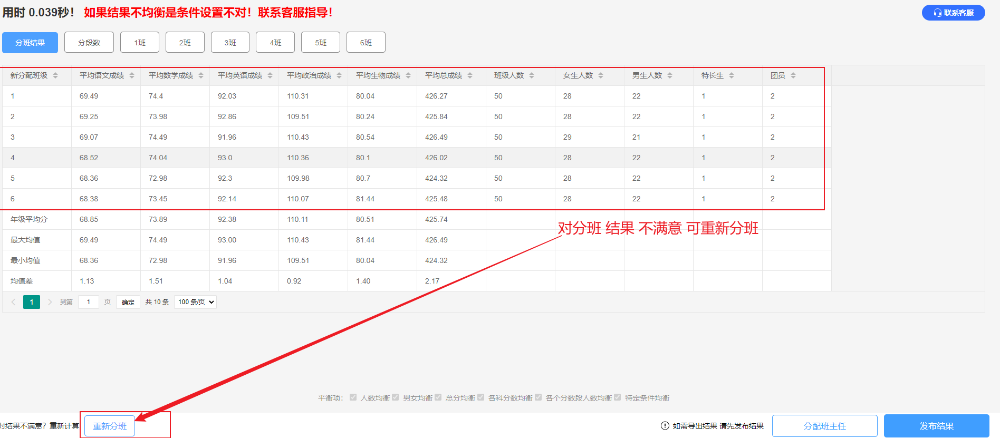 用时 0.039秒！ 如果结果不均衡是条件设置不对！联系客服指导！
联系客服
分班结果 分段数 1班 2班 3班 4班 5班 6班
新分配班级 平均语文成绩 平均数学成绩 平均英语成绩 平均政治成绩 平均生物成绩 平均总成绩 班级人数 女生人数 男生人数 特长生 团员
1 69.49 74.4 92.03 110.31 80.04 426.27 50 28 22 1 2
2 69.25 73.98 92.86 109.51 80.24 425.84 50 28 22 1 2
3 69.07 74.49 91.96 110.43 80.54 426.49 50 29 21 1 2
4 68.52 74.04 93.0 110.36 80.1 426.02 50 28 22 1 2
5 68.36 72.98 92.3 109.98 80.7 424.32 50 28 22 1 2
6 68.38 73.45 92.14 110.07 81.44 425.48 50 28 22 1 2
年级平均分 68.85 73.89 92.38 110.11 80.51 425.74
对分班 结果 不满意 可重新分班
最大均值 69.49 74.49 93.00 110.43 81.44 426.49
最小均值 68.36 72.98 91.96 109.51 80.04 424.32
均值差 1.13 1.51 1.04 0.92 1.40 2.17
1 到第 1 页 确定 共 10 条 100 条/页
平衡项： 人数均衡 男女均衡 总分均衡 各科分数均衡 各个分数段人数均衡 特定条件均衡
对结果不满意？重新计算 重新分班 如需导出结果 请先发布结果 分配班主任 发布结果